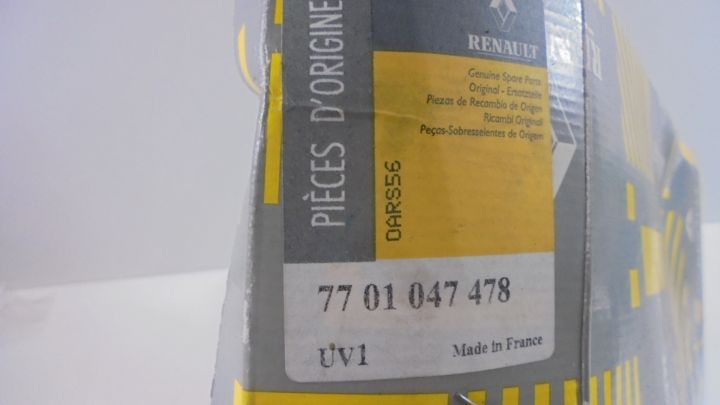 PIÈCES D'ORIGINE
RENAULT
Genuine Spare Parts
Original - Ersatzteile
Piezas de Recambio de Origen
Ricambi Originali
Peças-Sobresselentes de Origem
OARS56
77 01 047 478
UV1
Made in France